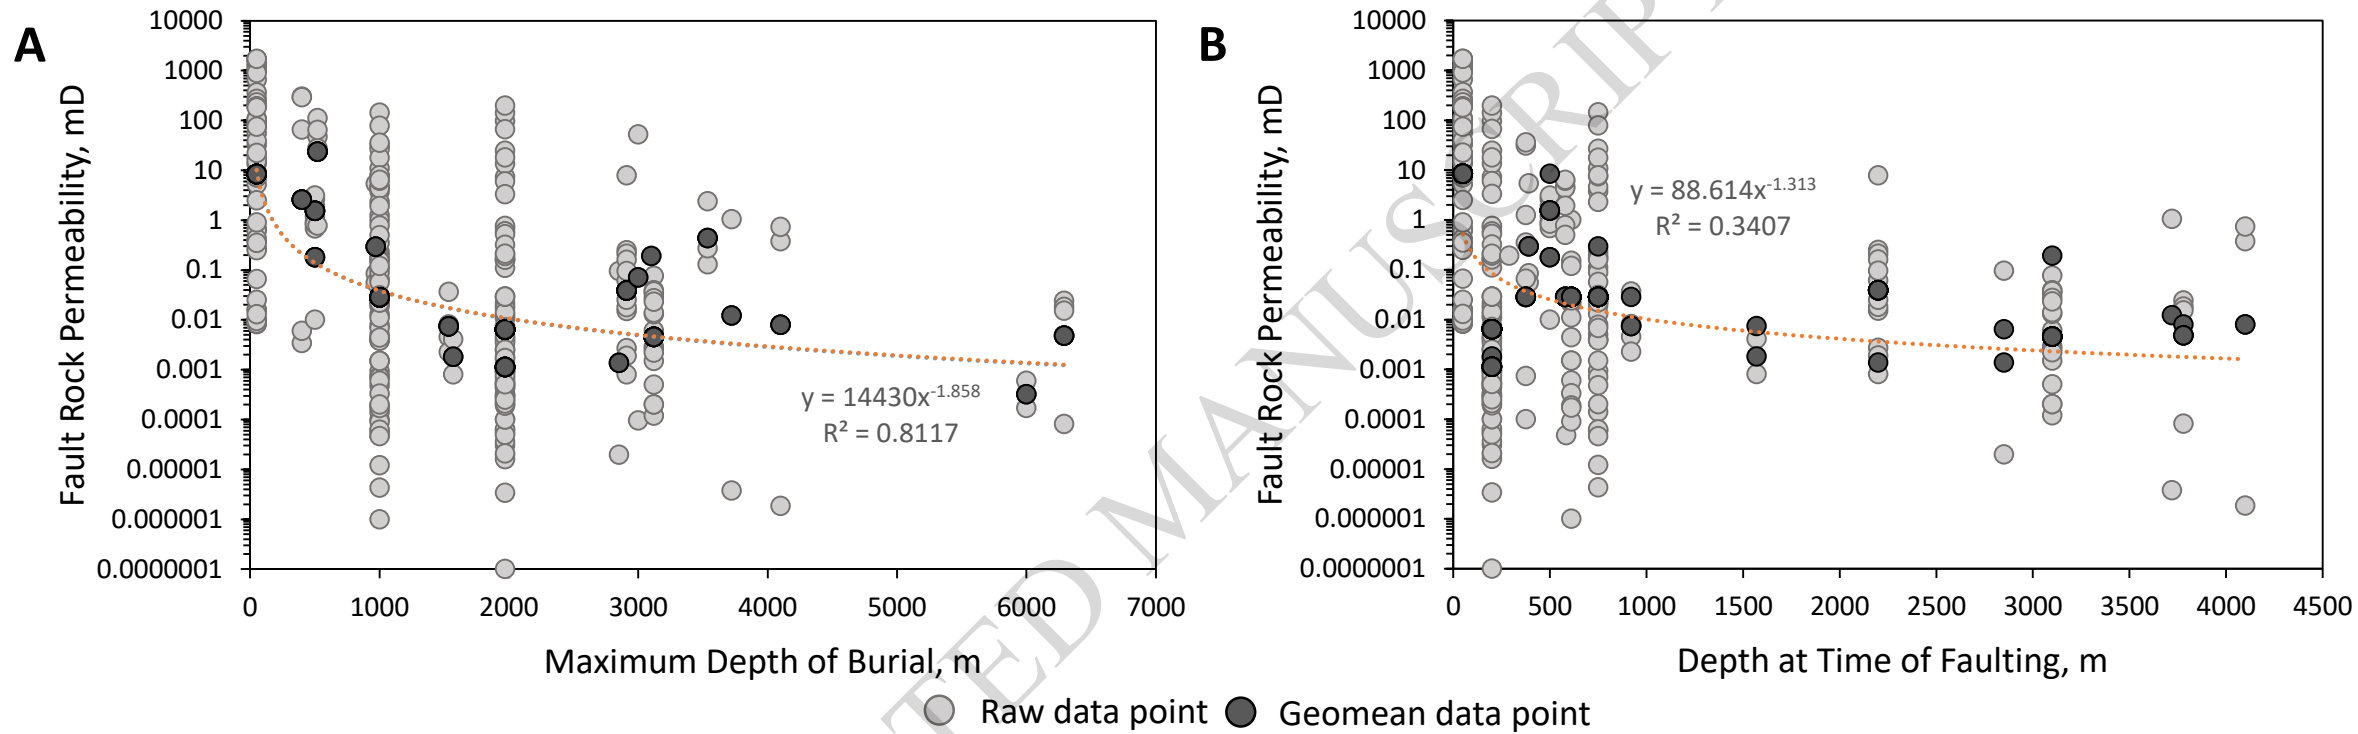 A
Fault Rock Permeability, mD
10000
1000
100
10
1
0.1
0.01
0.001
0.0001
0.00001
0.000001
0.0000001
y = 14430x^-1.858
R² = 0.8117
0 1000 2000 3000 4000 5000 6000 7000
Maximum Depth of Burial, m
B
Fault Rock Permeability, mD
10000
1000
100
10
1
0.1
0.01
0.001
0.0001
0.00001
0.000001
0.0000001
y = 88.614x^-1.313
R² = 0.3407
0 500 1000 1500 2000 2500 3000 3500 4000 4500
Depth at Time of Faulting, m
Raw data point Geomean data point
TED MANUSCRIP